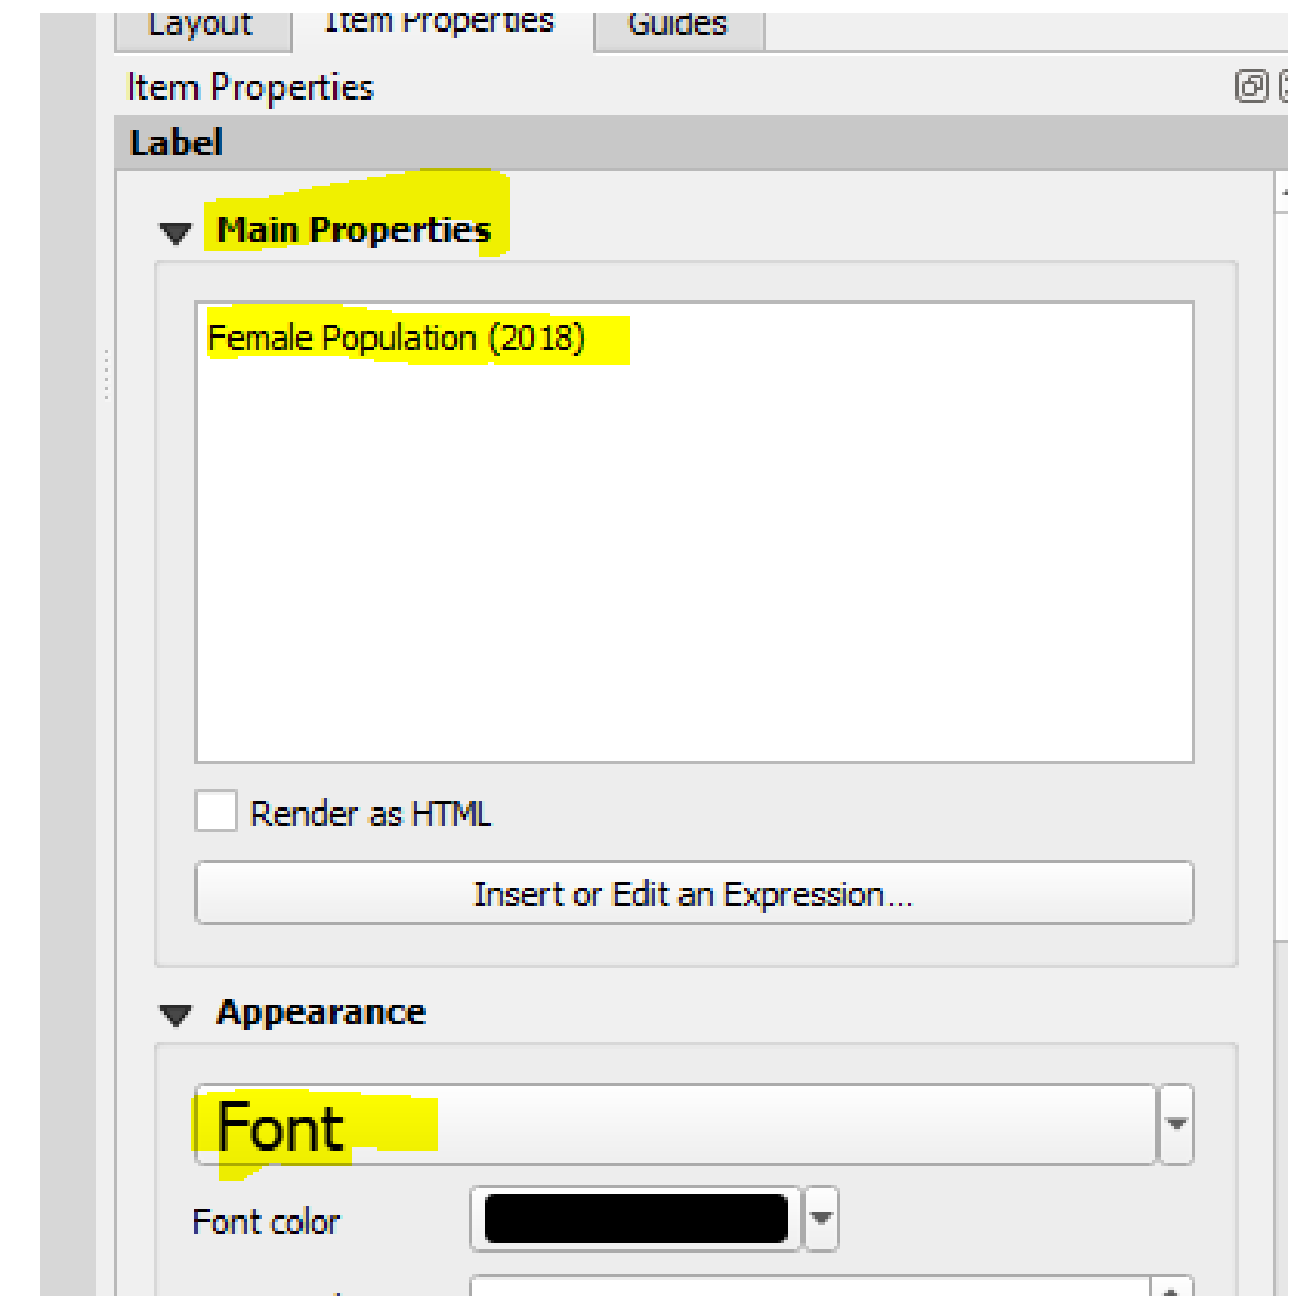 Layout Item Properties Guides
Item Properties
Label
Main Properties
Female Population (2018)
Render as HTML
Insert or Edit an Expression...
Appearance
Font
Font color